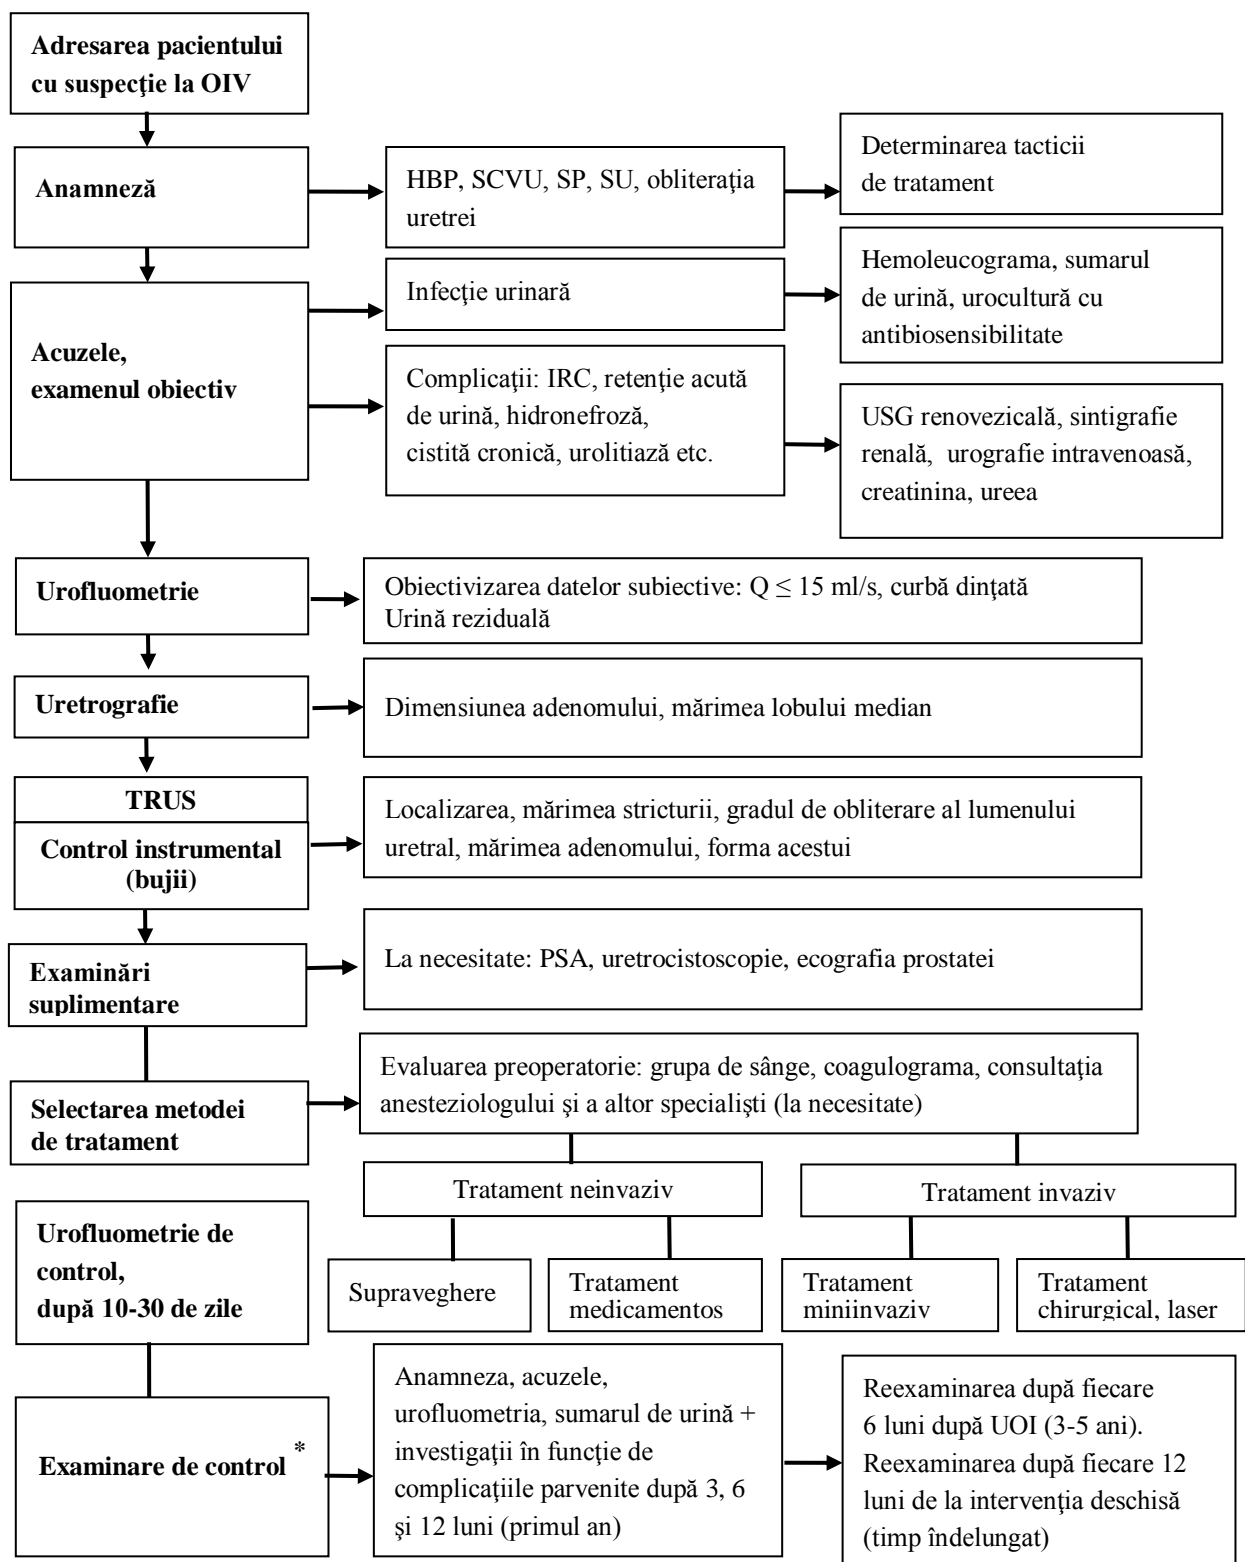 Adresarea pacientului
cu suspecţie la OIV
Anamneză
HBP, SCVU, SP, SU, obliteraţia
uretrei
Determinarea tacticii
de tratament
Acuzele,
examenul obiectiv
Infecţie urinară
Hemoleucograma, sumarul
de urină, urocultură cu
antibiosensibilitate
Complicaţii: IRC, retenţie acută
de urină, hidronefroză,
cistită cronică, urolitiază etc.
USG renovezicală, sintigrafie
renală, urografie intravenoasă,
creatinina, ureea
Urofluometrie
Obiectivizarea datelor subiective: Q ≤ 15 ml/s, curbă dinţată
Urină reziduală
Uretrografie
Dimensiunea adenomului, mărimea lobului median
TRUS
Control instrumental
(bujii)
Localizarea, mărimea stricturii, gradul de obliterare al lumenului
uretral, mărimea adenomului, forma acestui
Examinări
suplimentare
La necesitate: PSA, uretrocistoscopie, ecografia prostatei
Selectarea metodei
de tratament
Evaluarea preoperatorie: grupa de sânge, coagulograma, consultaţia
anesteziologului şi a altor specialişti (la necesitate)
Tratament neinvaziv
Tratament invaziv
Supraveghere
Tratament
medicamentos
Tratament
miniinvaziv
Tratament
chirurgical, laser
Urofluometrie de
control,
după 10-30 de zile
Examinare de control *
Anamneza, acuzele,
urofluometria, sumarul de urină +
investigaţii în funcţie de
complicaţiile parvenite după 3, 6
şi 12 luni (primul an)
Reexaminarea după fiecare
6 luni după UOI (3-5 ani).
Reexaminarea după fiecare 12
luni de la intervenţia deschisă
(timp îndelungat)